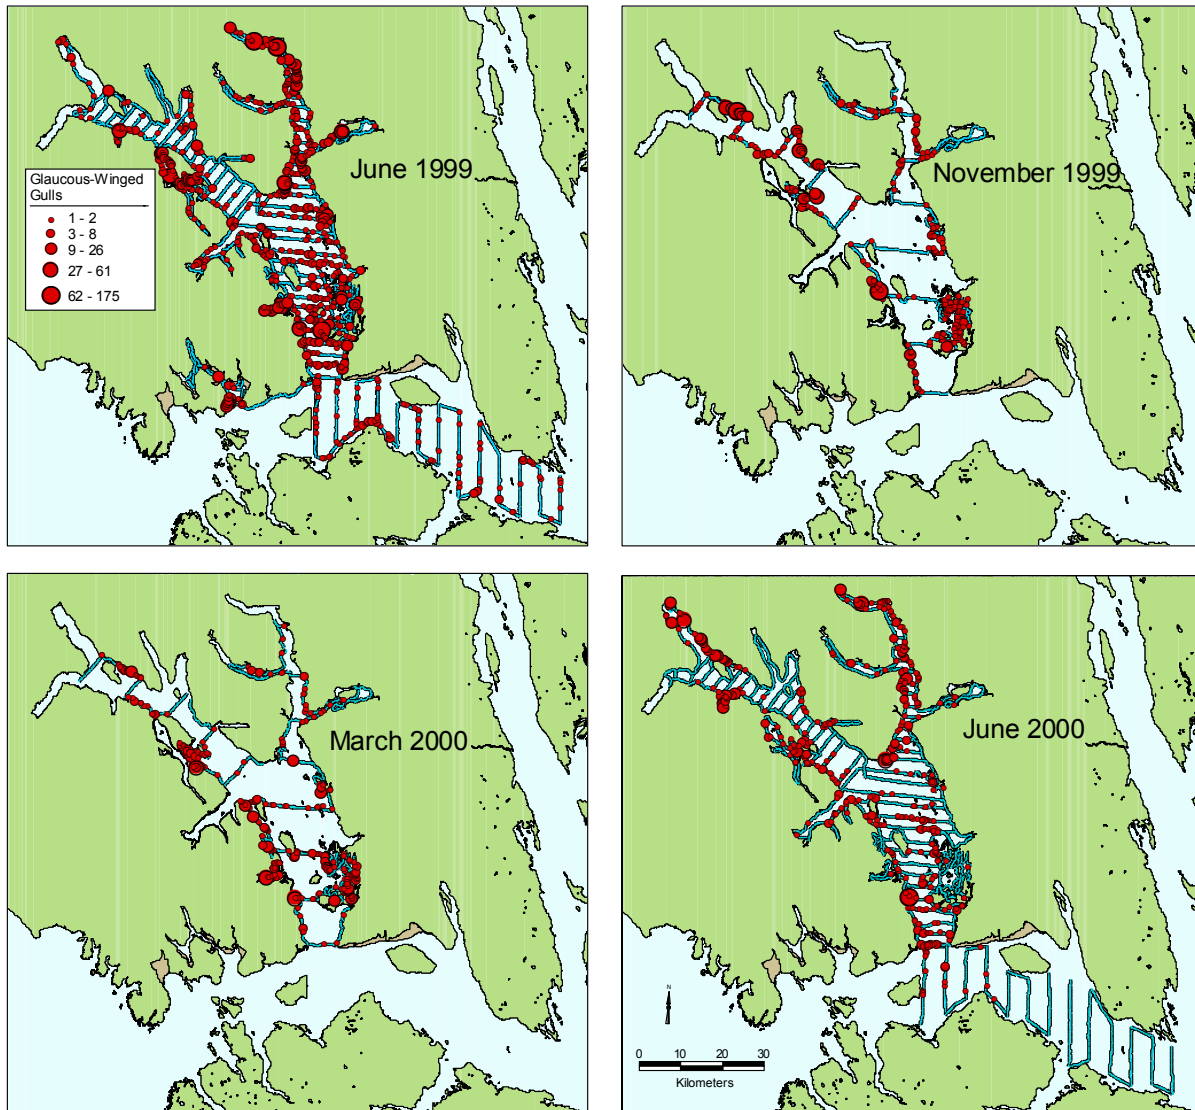 June 1999
Glaucous-Winged
Gulls
1 - 2
3 - 8
9 - 26
27 - 61
62 - 175
November 1999
March 2000
June 2000
N
0 10 20 30
Kilometers